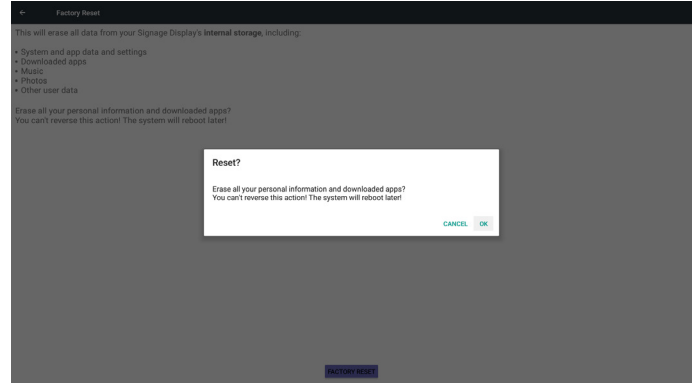 ← Factory Reset
This will erase all data from your Signage Display's internal storage, including:
• System and app data and settings
• Downloaded apps
• Music
• Photos
• Other user data
Erase all your personal information and downloaded apps?
You can't reverse this action! The system will reboot later!
Reset?
Erase all your personal information and downloaded apps?
You can't reverse this action! The system will reboot later!
CANCEL OK
FACTORY RESET